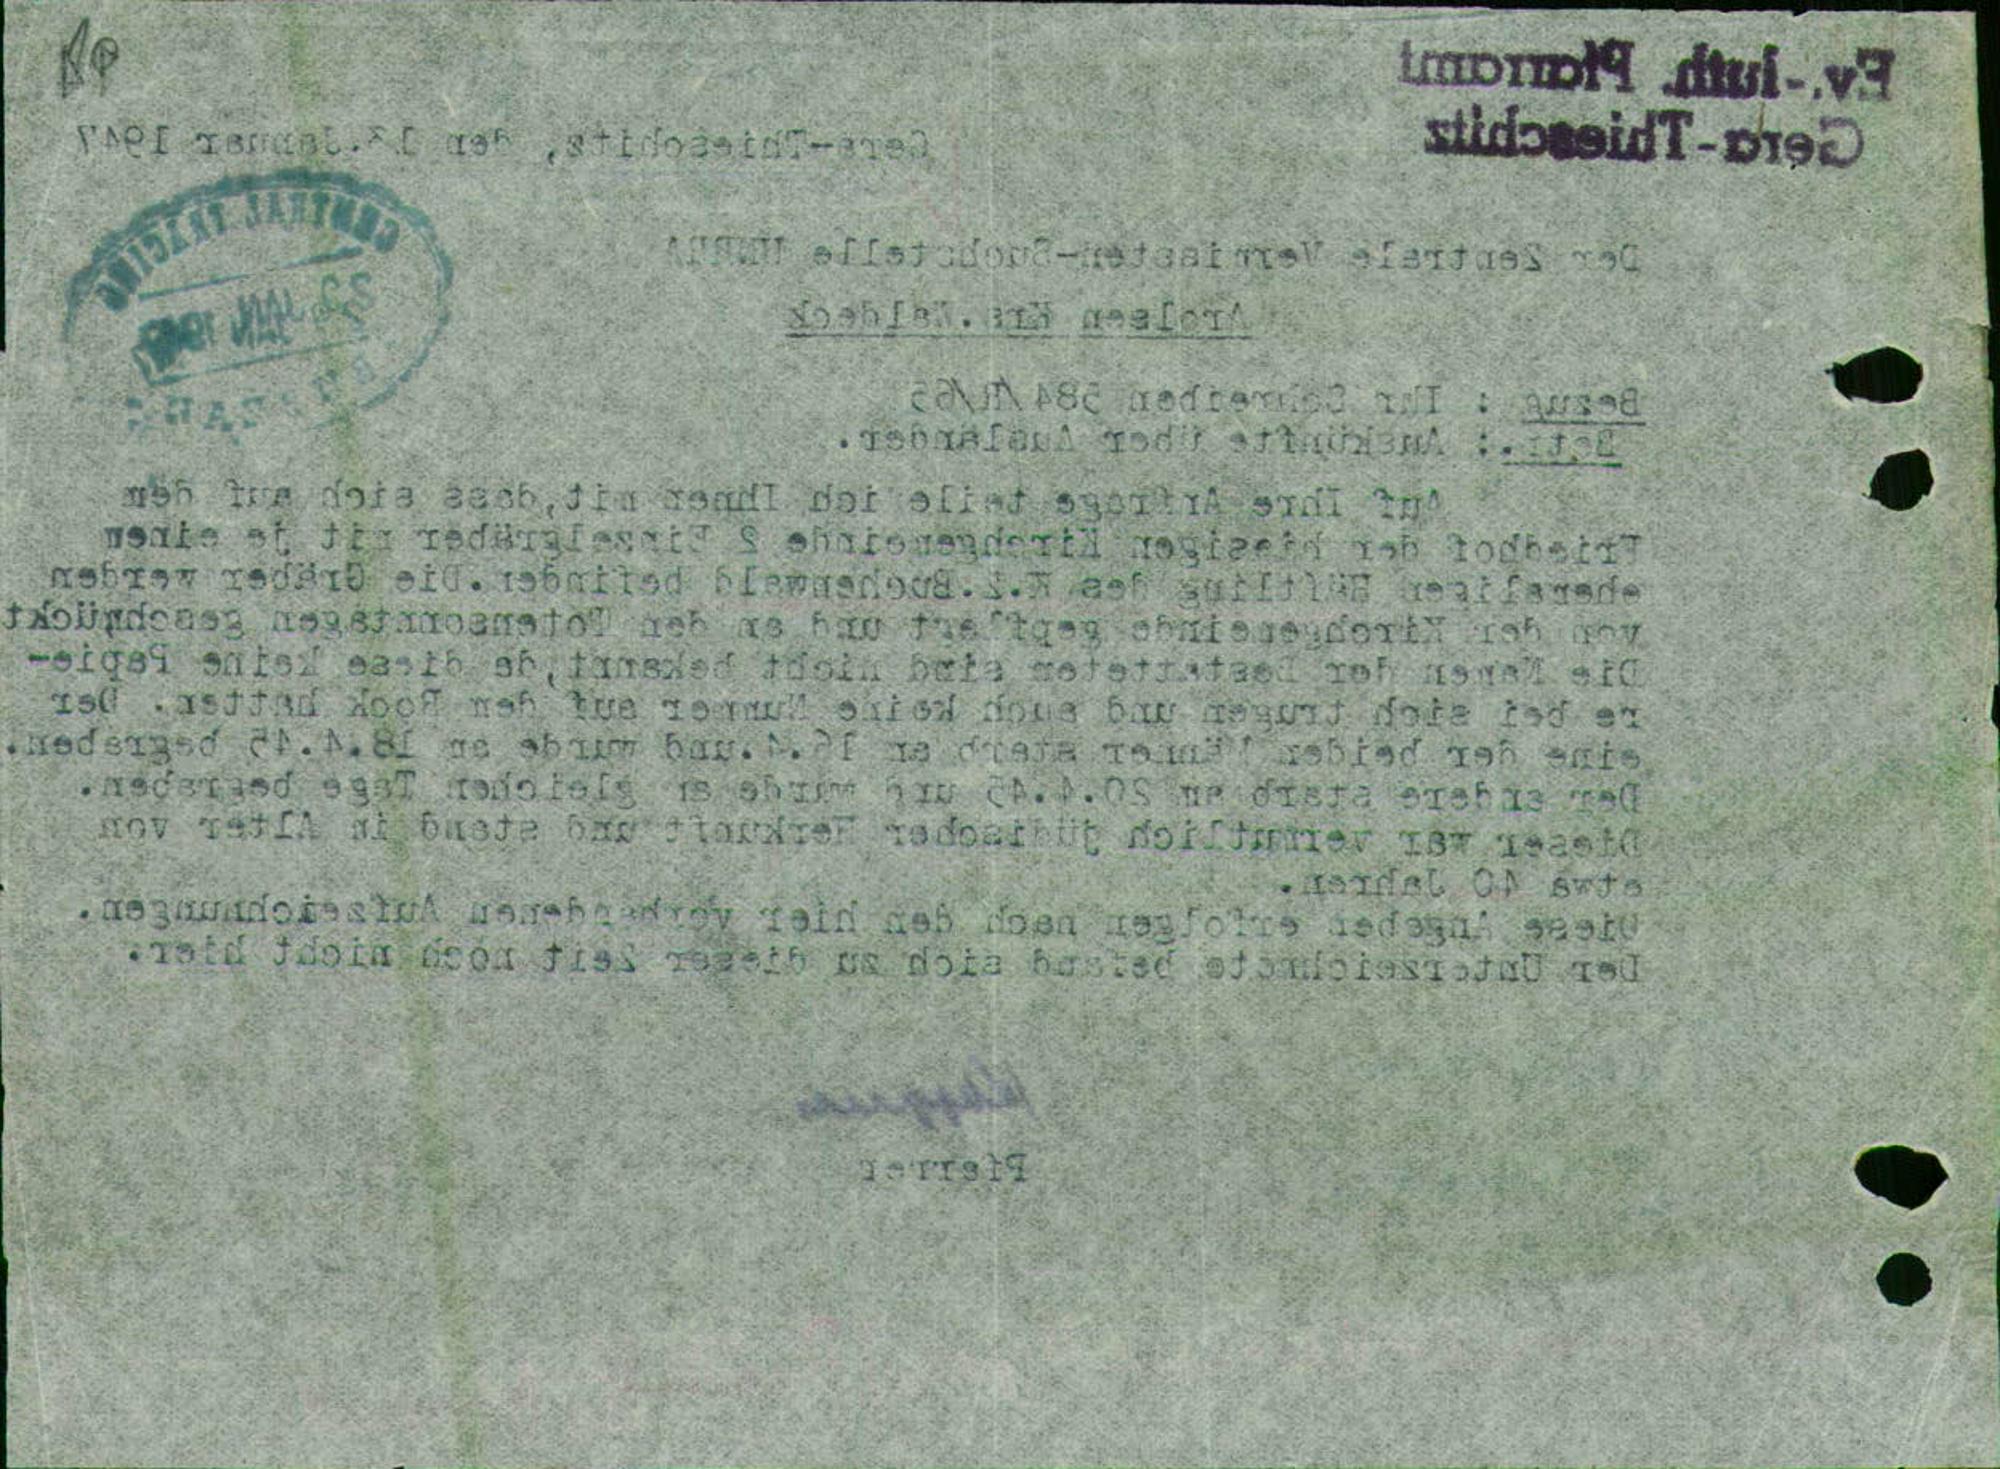 Ev.-luth. Pfarramt
Gera-Thieschitz
Gera-Thieschitz, den 13.Januar 1947
CENTRAL TRACING
23 JAN 1947
Der Zentrale Vermissten-Suchstelle UNRRA
Arolsen Krs.Waldeck
Bezug : Ihr Schreiben 584/R/65
Betr.: Auskünfte über Ausländer.
Auf Ihre Anfrage teile ich Ihnen mit,dass sich auf dem
Friedhof der hiesigen Kirchgemeinde 2 Einzelgräber mit je einem
ehemaligen Häftling des K.Z.Buchenwald befinden.Die Gräber werden
von der Kirchgemeinde gepflegt und an den Totensonntagen geschmückt
Die Namen der Bestatteten sind nicht bekannt,da diese keine Papie-
re bei sich trugen und auch keine Nummer auf dem Rock hatten. Der
eine der beiden Männer starb am 16.4.und wurde am 18.4.45 begraben.
Der andere starb am 20.4.45 und wurde am gleichen Tage begraben.
Dieser war vermutlich jüdischer Herkunft und stand im Alter von
etwa 40 Jahren.
Diese Angaben erfolgen nach den hier vorhandenen Aufzeichnungen.
Der Unterzeichnete befand sich zu dieser Zeit noch nicht hier.
Pfarrer